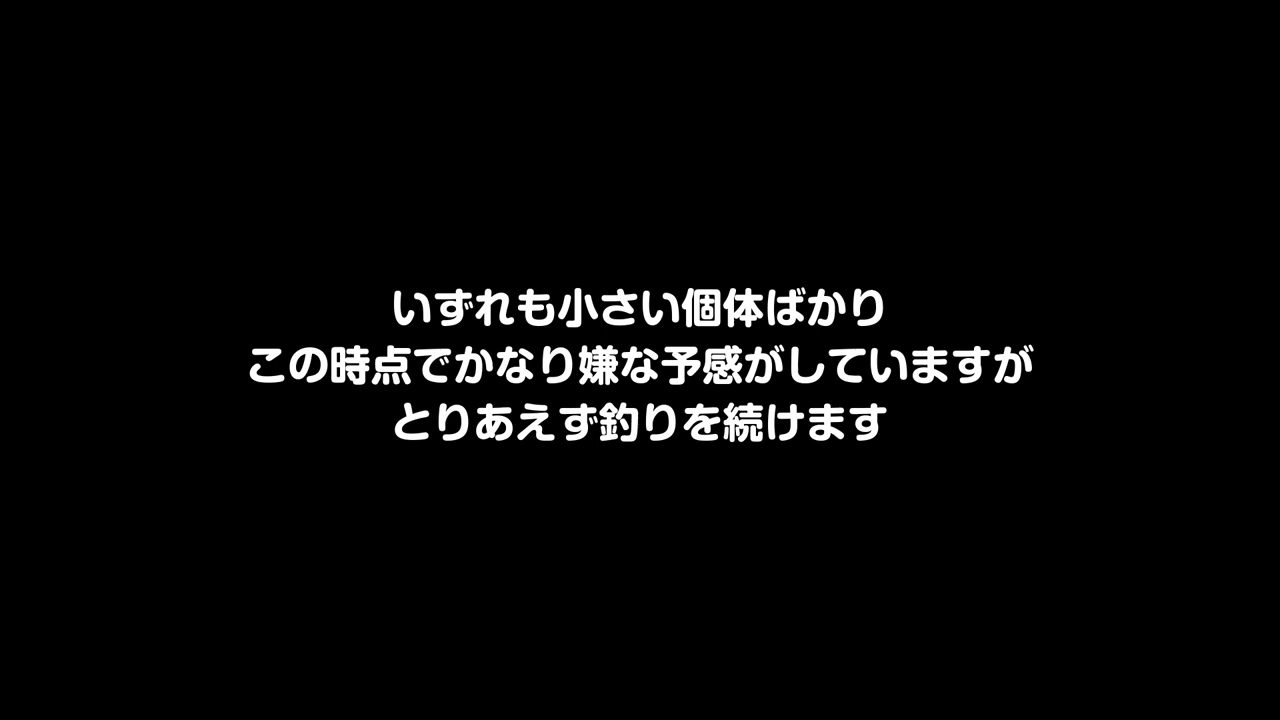 いずれも小さい個体ばかり
この時点でかなり嫌な予感がしていますが
とりあえず釣りを続けます